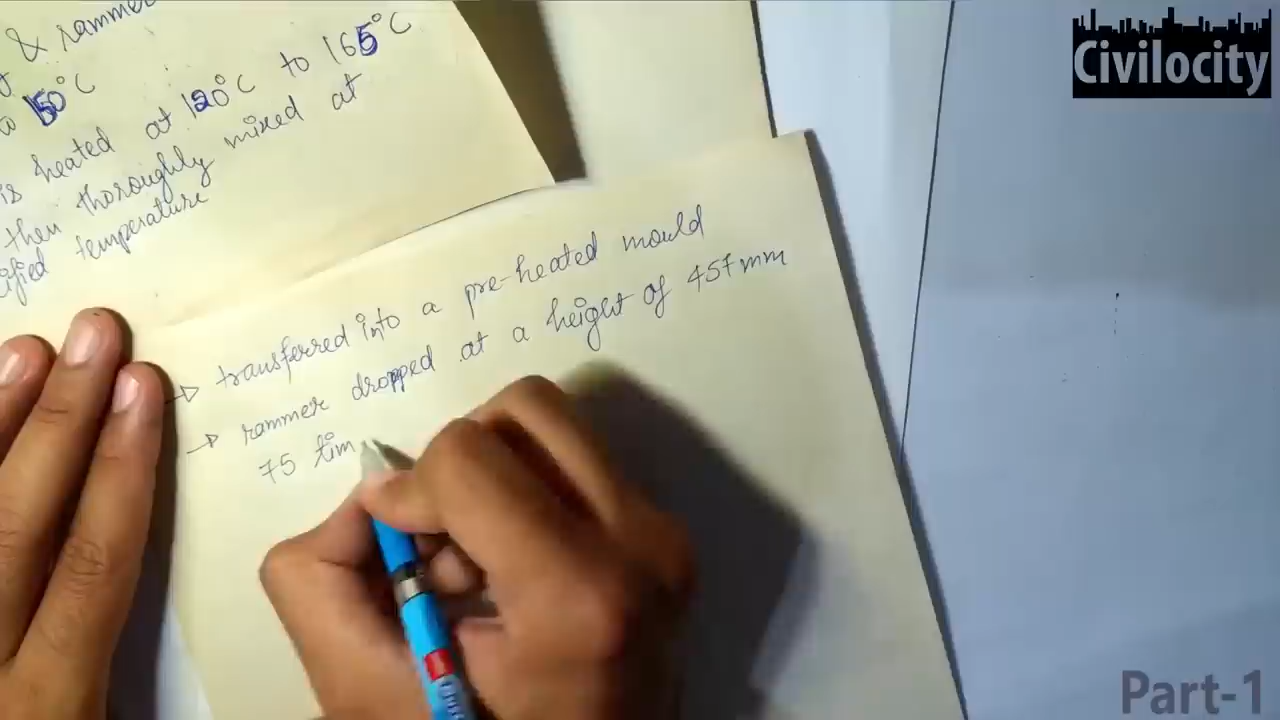 & rammer
150°C
is heated at 120°C to 165°C
then thoroughly mixed at
temperature
→ transferred into a pre-heated mould
→ rammer dropped at a height of 457mm
75 tim
Civilocity
Part-1